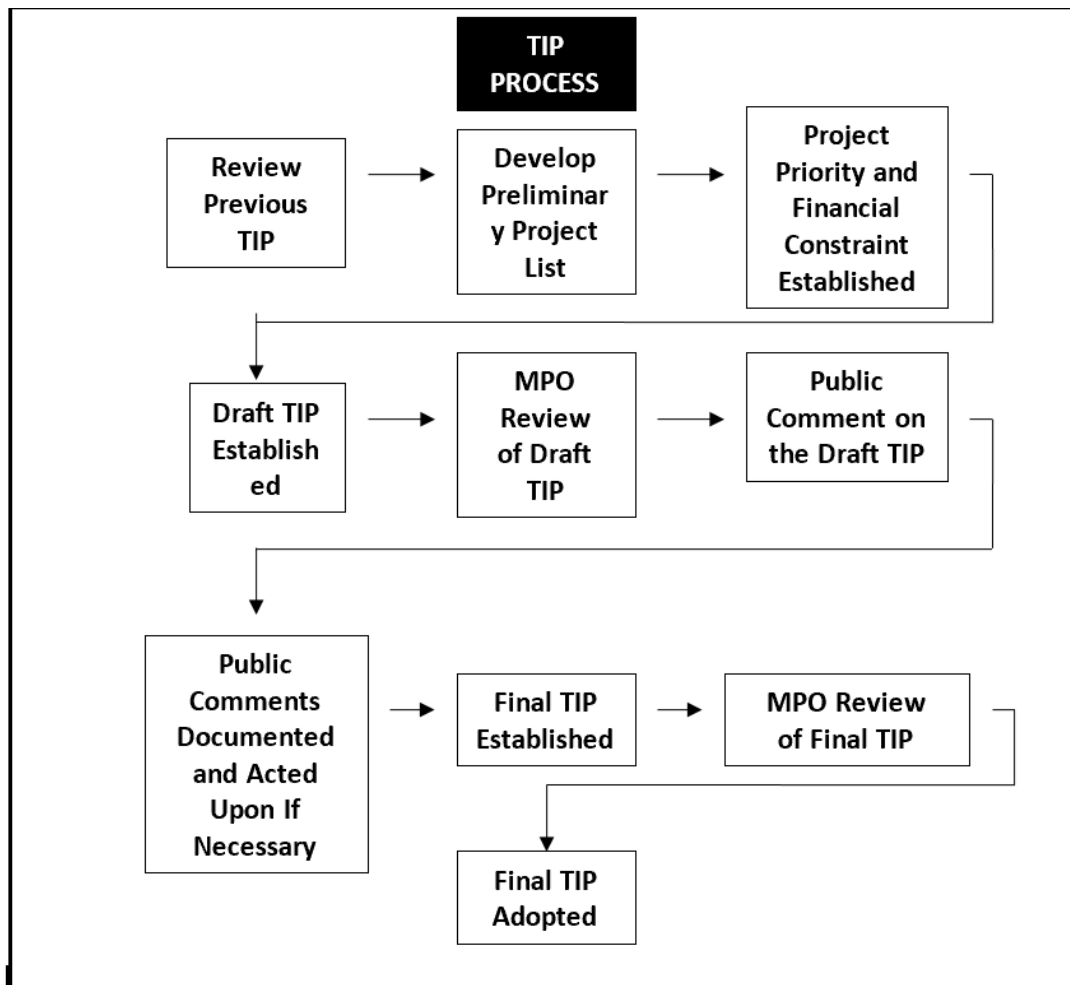 TIP
PROCESS
Review
Previous
TIP
Develop
Preliminar
y Project
List
Project
Priority and
Financial
Constraint
Established
Draft TIP
Establish
ed
MPO
Review
of Draft
TIP
Public
Comment on
the Draft TIP
Public
Comments
Documented
and Acted
Upon If
Necessary
Final TIP
Established
MPO Review
of Final TIP
Final TIP
Adopted